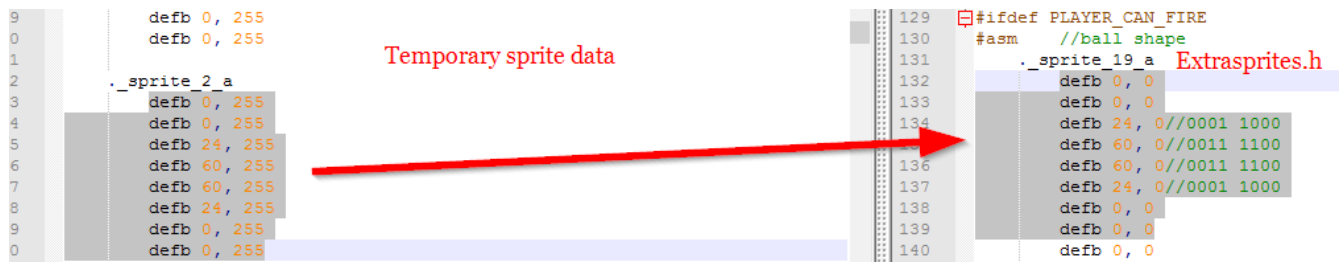 9 defb 0, 255
0 defb 0, 255
1
2 ._sprite_2_a
3 defb 0, 255
4 defb 0, 255
5 defb 24, 255
6 defb 60, 255
7 defb 60, 255
8 defb 24, 255
9 defb 0, 255
0 defb 0, 255
Temporary sprite data
129 #ifdef PLAYER_CAN_FIRE
130 #asm //ball shape
131 ._sprite_19_a
132 defb 0, 0
133 defb 0, 0
134 defb 24, 0//0001 1000
135 defb 60, 0//0011 1100
136 defb 60, 0//0011 1100
137 defb 24, 0//0001 1000
138 defb 0, 0
139 defb 0, 0
140 defb 0, 0
Extrasprites.h